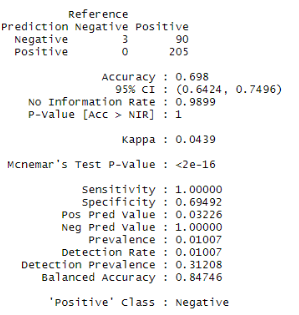 Reference
Prediction Negative Positive
Negative 3 90
Positive 0 205
Accuracy : 0.698
95% CI : (0.6424, 0.7496)
No Information Rate : 0.9899
P-Value [Acc > NIR] : 1
Kappa : 0.0439
Mcnemar's Test P-Value : <2e-16
Sensitivity : 1.00000
Specificity : 0.69492
Pos Pred Value : 0.03226
Neg Pred Value : 1.00000
Prevalence : 0.01007
Detection Rate : 0.01007
Detection Prevalence : 0.31208
Balanced Accuracy : 0.84746
'Positive' Class : Negative